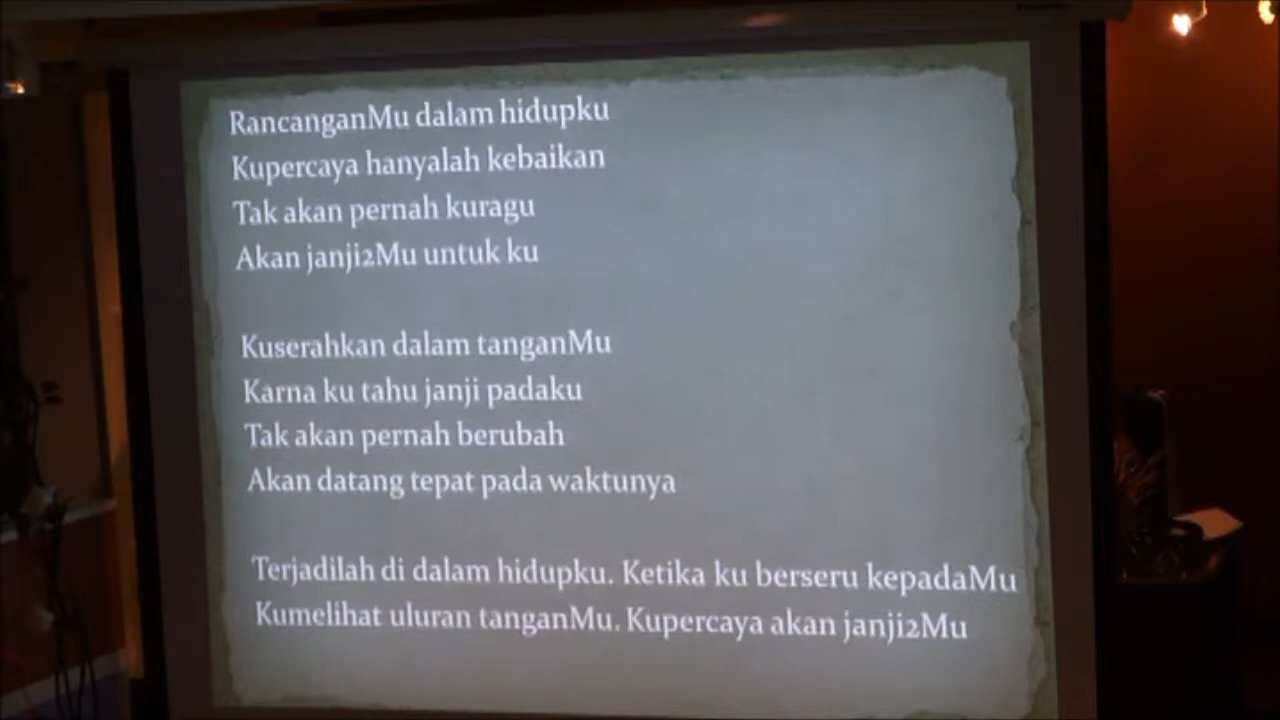 RancanganMu dalam hidupku
Kupercaya hanyalah kebaikan
Tak akan pernah kuragu
Akan janji2Mu untuk ku
Kuserahkan dalam tanganMu
Karna ku tahu janji padaku
Tak akan pernah berubah
Akan datang tepat pada waktunya
Terjadilah di dalam hidupku. Ketika ku berseru kepadaMu
Kumelihat uluran tanganMu. Kupercaya akan janji2Mu